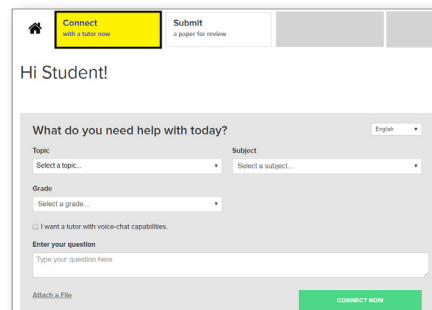 Connect
with a tutor now
Submit
a paper for review
Hi Student!
What do you need help with today?
English
Topic
Subject
Select a topic...
Select a subject...
Grade
Select a grade...
I want a tutor with voice-chat capabilities.
Enter your question
Type your question here
Attach a File
CONNECT NOW